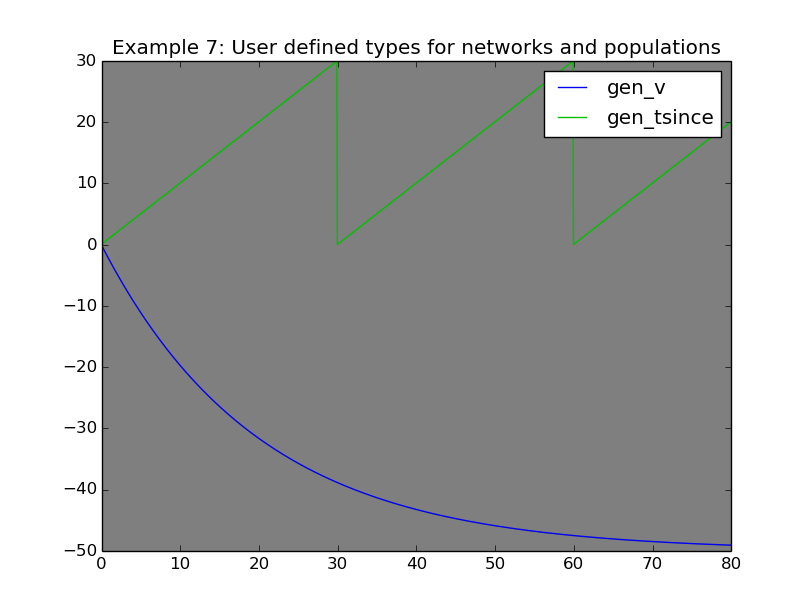 Example 7: User defined types for networks and populations
30
20
10
0
−10
−20
−30
−40
−50
gen_v
gen_tsince
0 10 20 30 40 50 60 70 80